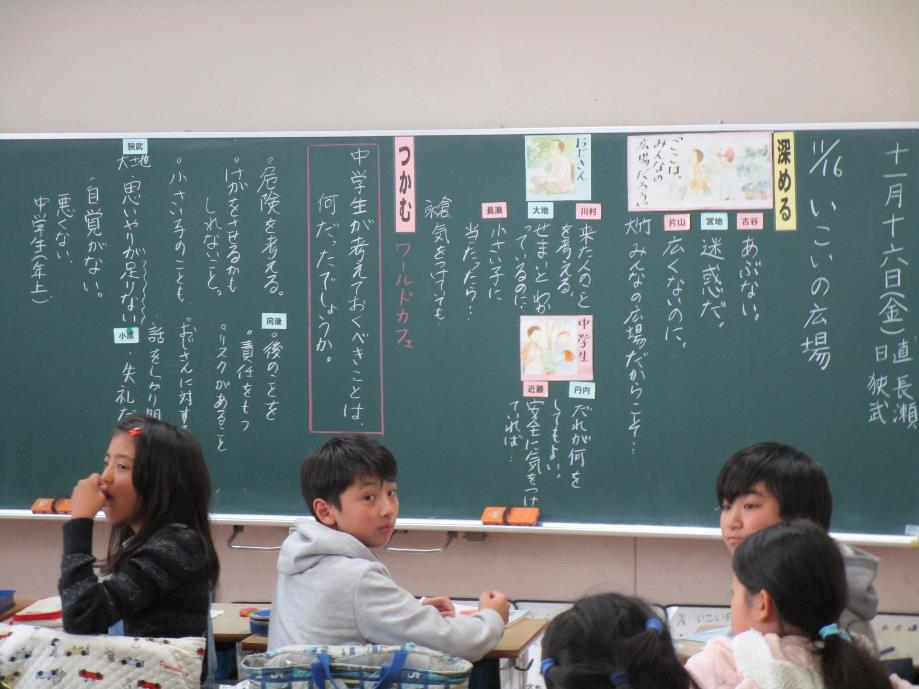 十一月十六日(金)
日直 長瀬
狭武
11/16 いこいの広場
深める
「ここは、
みんなの
広場だろう」
古谷
あぶない。
宮地
迷惑だ。
片山
広くないのに、
みんなの広場だからこそ…
おじさん
川村
来た人のことを考える。
大地
せまいとわかっているのに
長瀬
小さい子に当たったら…
永倉
気をつけても…
中学生
丹内
だれが何を
してもよい。
近藤
安全に気をつけ
ていれば…
つかむ
ワールドカフェ
中学生が考えておくべきことは、
何だったでしょうか。
・危険を考える。
・けがをさせるかも
しれないこと。
・小さい子のことも、
狭武
大地
・思いやりが足りない
・自覚がない。
悪くない。
中学生(年上)
向後
・後のことを
・責任をもつ
・リスクがあること
・おじさんに対す
話をしっかり聞
小原
・失礼だ